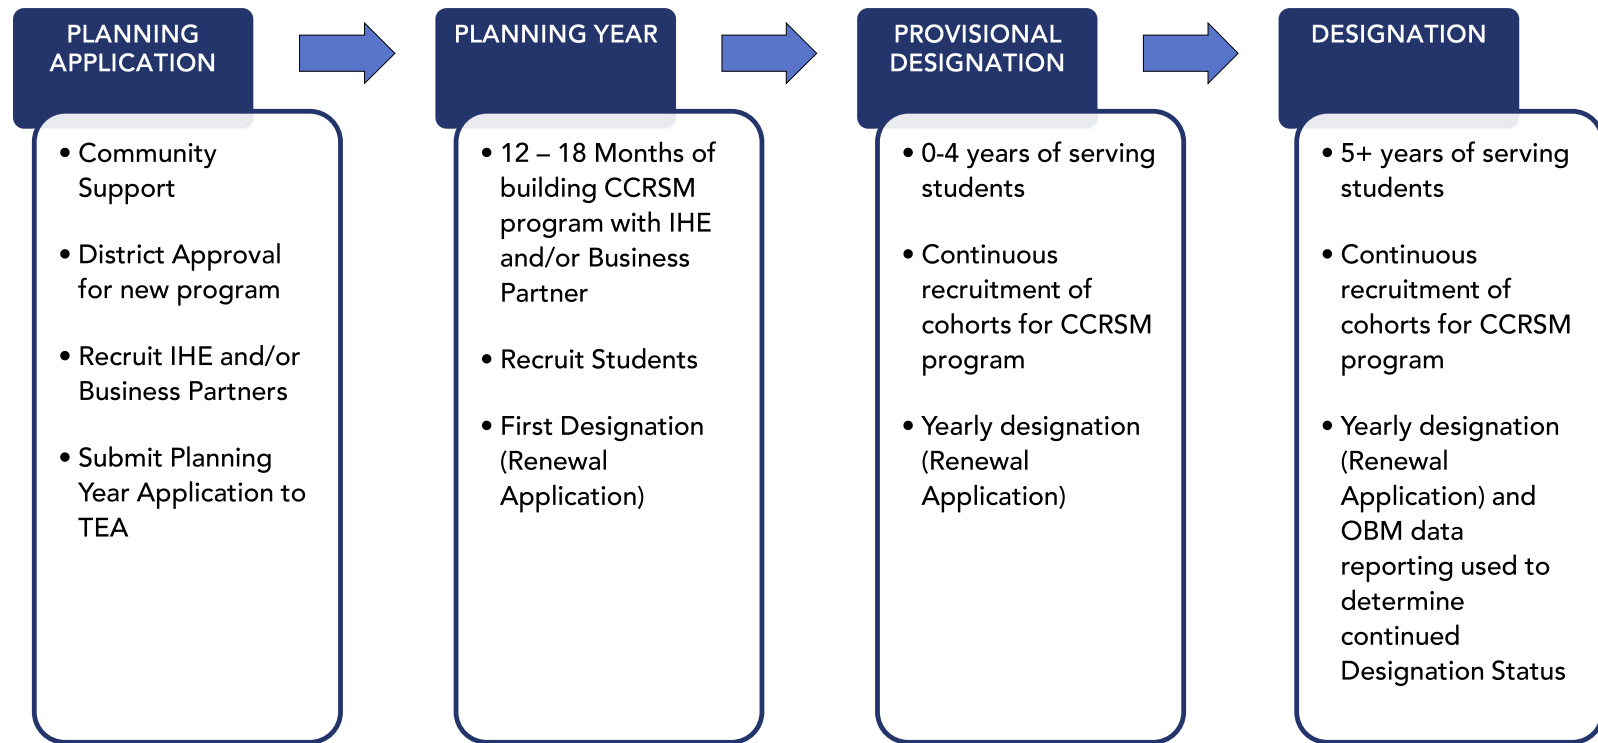 PLANNING
APPLICATION
• Community
Support
• District Approval
for new program
• Recruit IHE and/or
Business Partners
• Submit Planning
Year Application to
TEA
PLANNING YEAR
• 12 – 18 Months of
building CCRSM
program with IHE
and/or Business
Partner
• Recruit Students
• First Designation
(Renewal
Application)
PROVISIONAL
DESIGNATION
• 0-4 years of serving
students
• Continuous
recruitment of
cohorts for CCRSM
program
• Yearly designation
(Renewal
Application)
DESIGNATION
• 5+ years of serving
students
• Continuous
recruitment of
cohorts for CCRSM
program
• Yearly designation
(Renewal
Application) and
OBM data
reporting used to
determine
continued
Designation Status